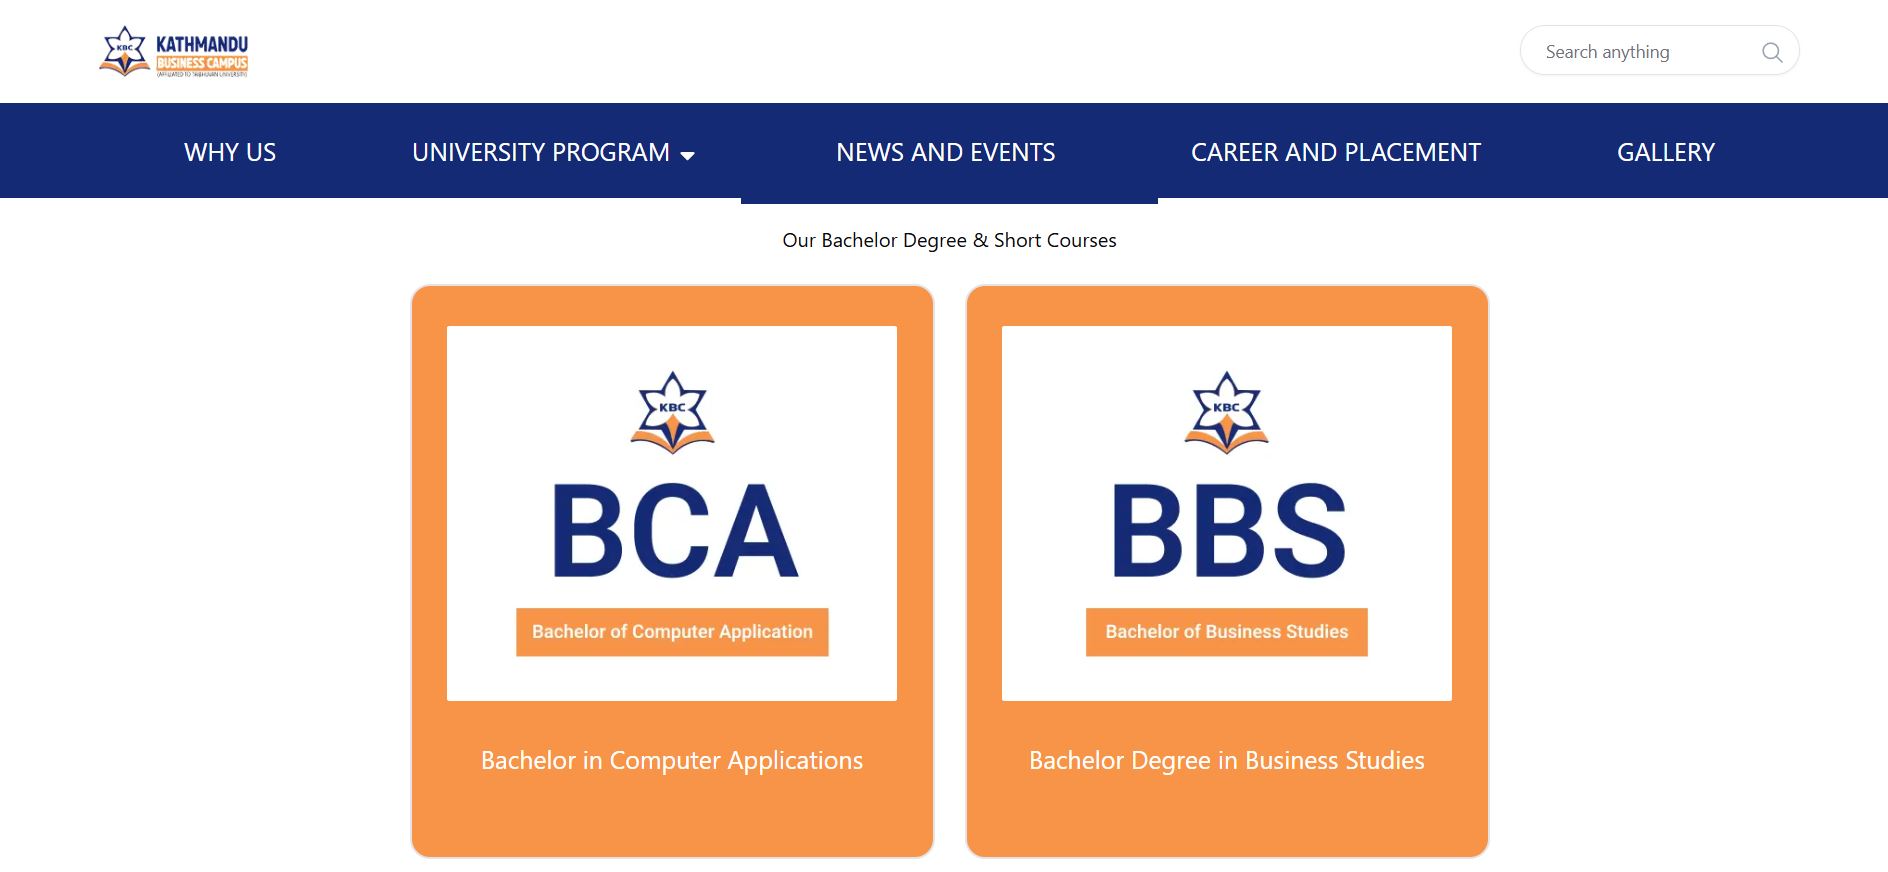 KBC
KATHMANDU
BUSINESS CAMPUS
(AFFILIATED TO TRIBHUVAN UNIVERSITY)
Search anything
WHY US
UNIVERSITY PROGRAM
NEWS AND EVENTS
CAREER AND PLACEMENT
GALLERY
Our Bachelor Degree & Short Courses
KBC
BCA
Bachelor of Computer Application
Bachelor in Computer Applications
KBC
BBS
Bachelor of Business Studies
Bachelor Degree in Business Studies